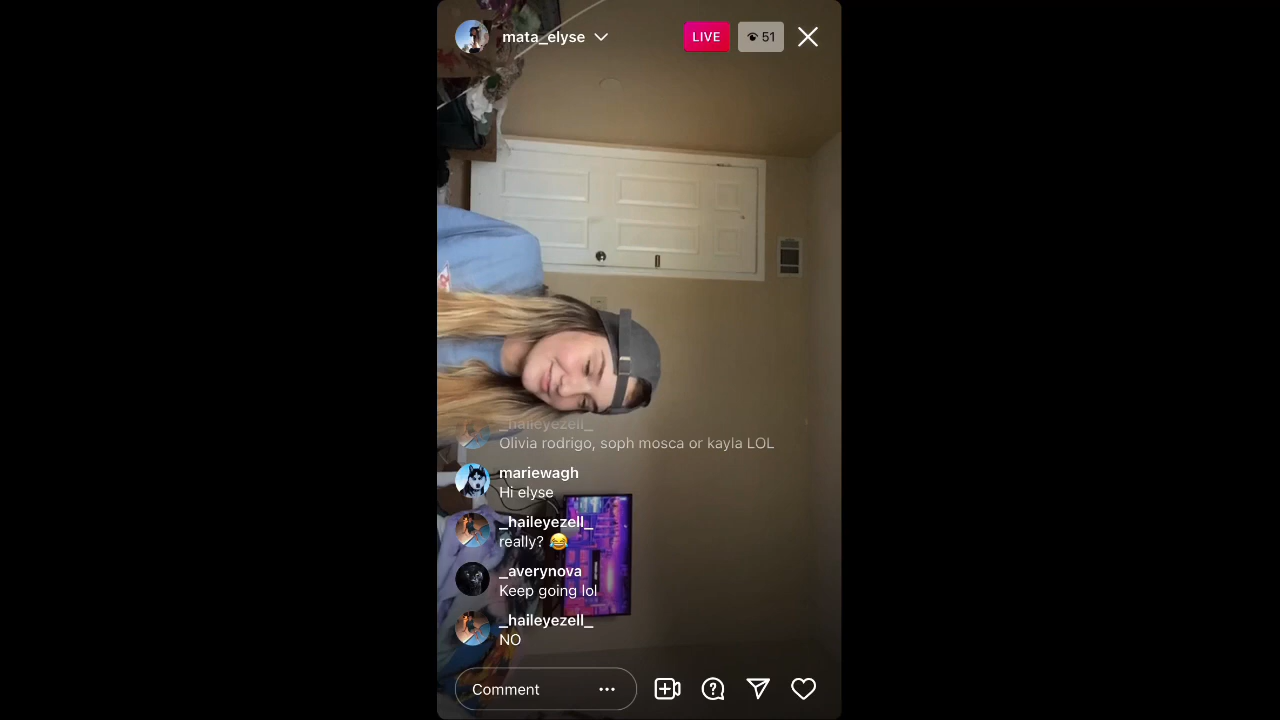 mata_elyse
LIVE
51
_haileyezell_
Olivia rodrigo, soph mosca or kayla LOL
mariewagh
Hi elyse
_haileyezell_
really? 😂
_averynova
Keep going lol
_haileyezell_
NO
Comment